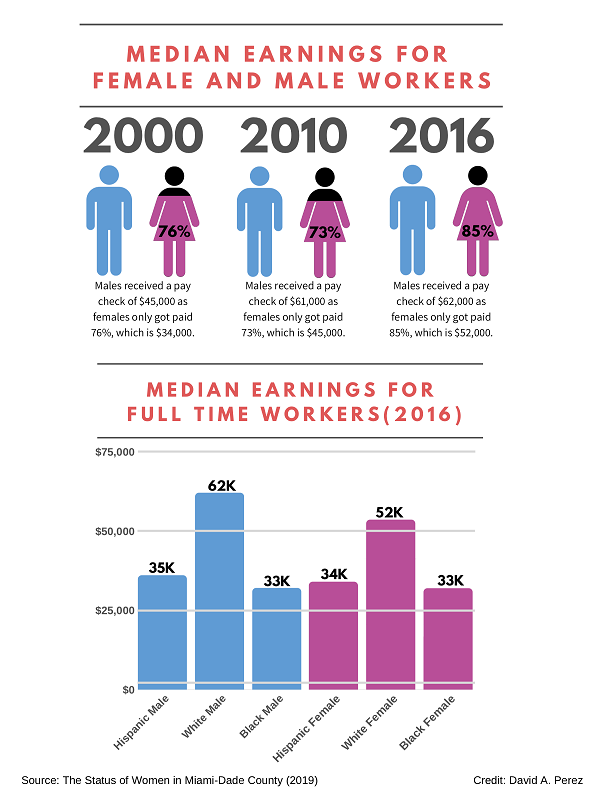 MEDIAN EARNINGS FOR
FEMALE AND MALE WORKERS
2000
2010
2016
76%
73%
85%
Males received a pay
check of $45,000 as
females only got paid
76%, which is $34,000.
Males received a pay
check of $61,000 as
females only got paid
73%, which is $45,000.
Males received a pay
check of $62,000 as
females only got paid
85%, which is $52,000.
MEDIAN EARNINGS FOR
FULL TIME WORKERS(2016)
$75,000
$50,000
$25,000
$0
35K
62K
33K
34K
52K
33K
Hispanic Male
White Male
Black Male
Hispanic Female
White Female
Black Female
Source: The Status of Women in Miami-Dade County (2019)
Credit: David A. Perez